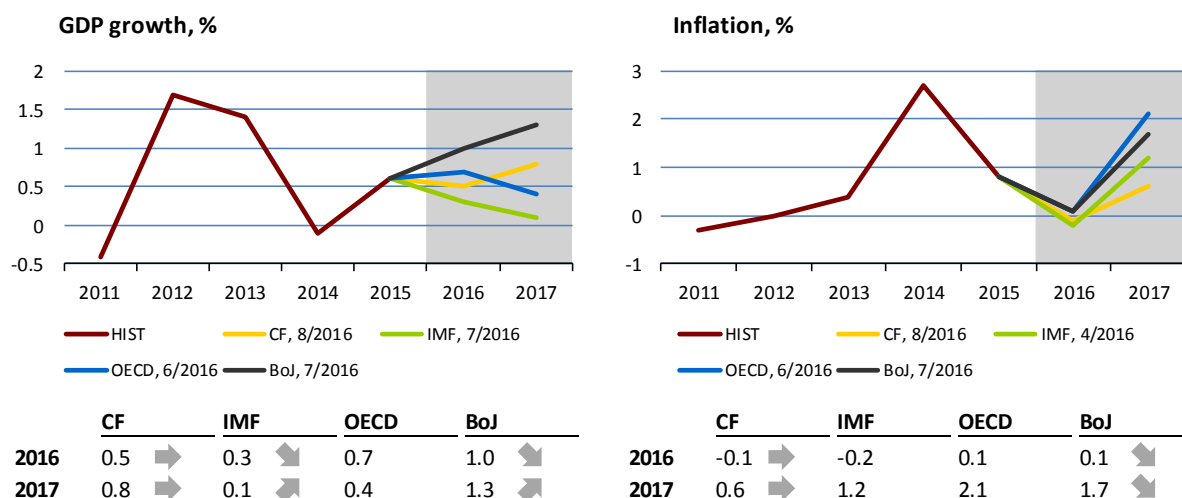 GDP growth, %
2
1.5
1
0.5
0
-0.5
2011 2012 2013 2014 2015 2016 2017
HIST CF, 8/2016 IMF, 7/2016
OECD, 6/2016 BoJ, 7/2016
CF IMF OECD BoJ
2016 0.5 0.3 0.7 1.0
2017 0.8 0.1 0.4 1.3
Inflation, %
3
2
1
0
-1
2011 2012 2013 2014 2015 2016 2017
HIST CF, 8/2016 IMF, 4/2016
OECD, 6/2016 BoJ, 7/2016
CF IMF OECD BoJ
2016 -0.1 -0.2 0.1 0.1
2017 0.6 1.2 2.1 1.7